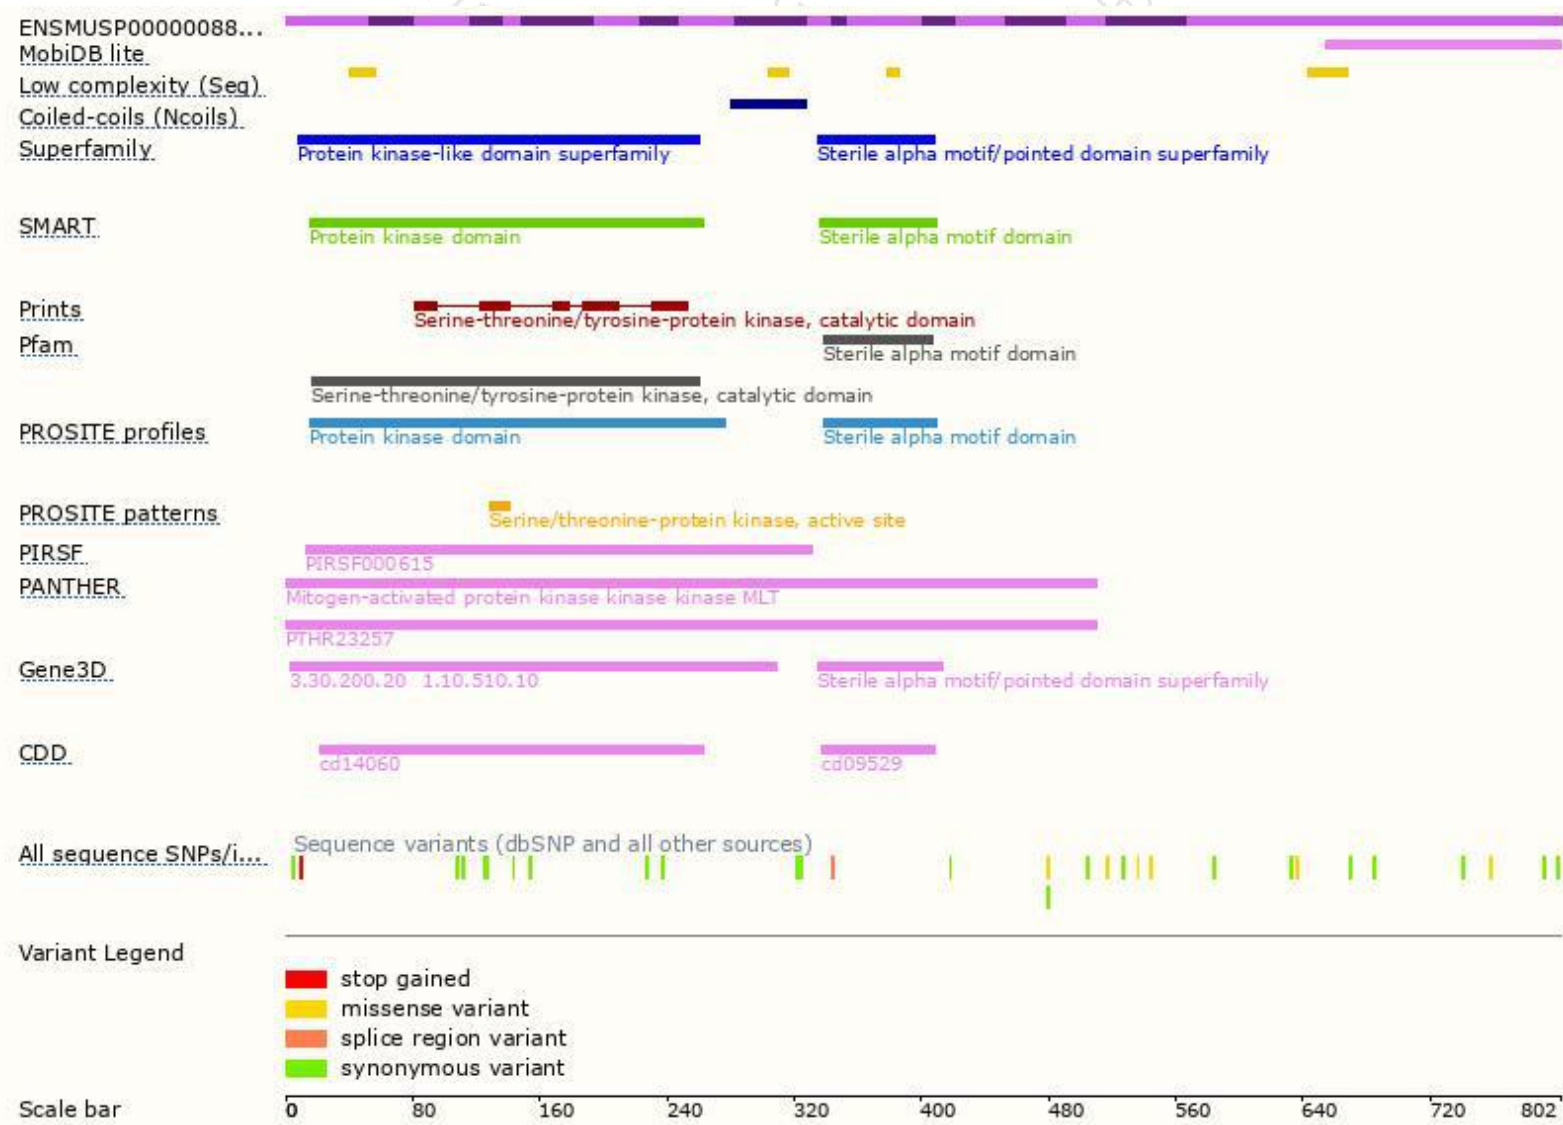 ENSMUSP00000088...
MobiDB lite
Low complexity (Seg)
Coiled-coils (Ncoils)
Superfamily
Protein kinase-like domain superfamily
Sterile alpha motif/pointed domain superfamily
SMART
Protein kinase domain
Sterile alpha motif domain
Prints
Serine-threonine/tyrosine-protein kinase, catalytic domain
Pfam
Sterile alpha motif domain
Serine-threonine/tyrosine-protein kinase, catalytic domain
PROSITE profiles
Protein kinase domain
Sterile alpha motif domain
PROSITE patterns
Serine/threonine-protein kinase, active site
PIRSF
PIRSF000615
PANTHER
Mitogen-activated protein kinase kinase kinase MLT
PTHR23257
Gene3D
3.30.200.20 1.10.510.10
Sterile alpha motif/pointed domain superfamily
CDD
cd14060
cd09529
All sequence SNPs/i...
Sequence variants (dbSNP and all other sources)
Variant Legend
stop gained
missense variant
splice region variant
synonymous variant
Scale bar
0 80 160 240 320 400 480 560 640 720 802